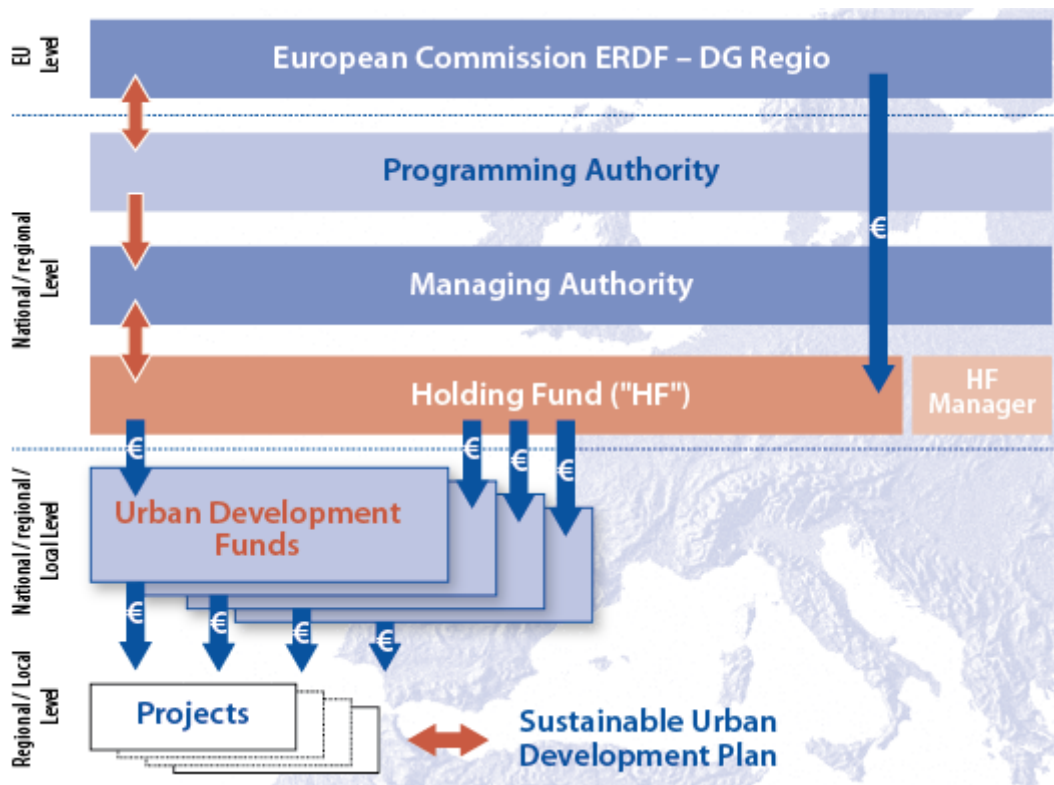 EU
Level
European Commission ERDF – DG Regio
National / regional
Level
Programming Authority
€
Managing Authority
Holding Fund ("HF")
HF
Manager
National / regional /
Local Level
€
€
€
€
Urban Development
Funds
€
€
€
€
Regional / Local
Level
Projects
Sustainable Urban
Development Plan